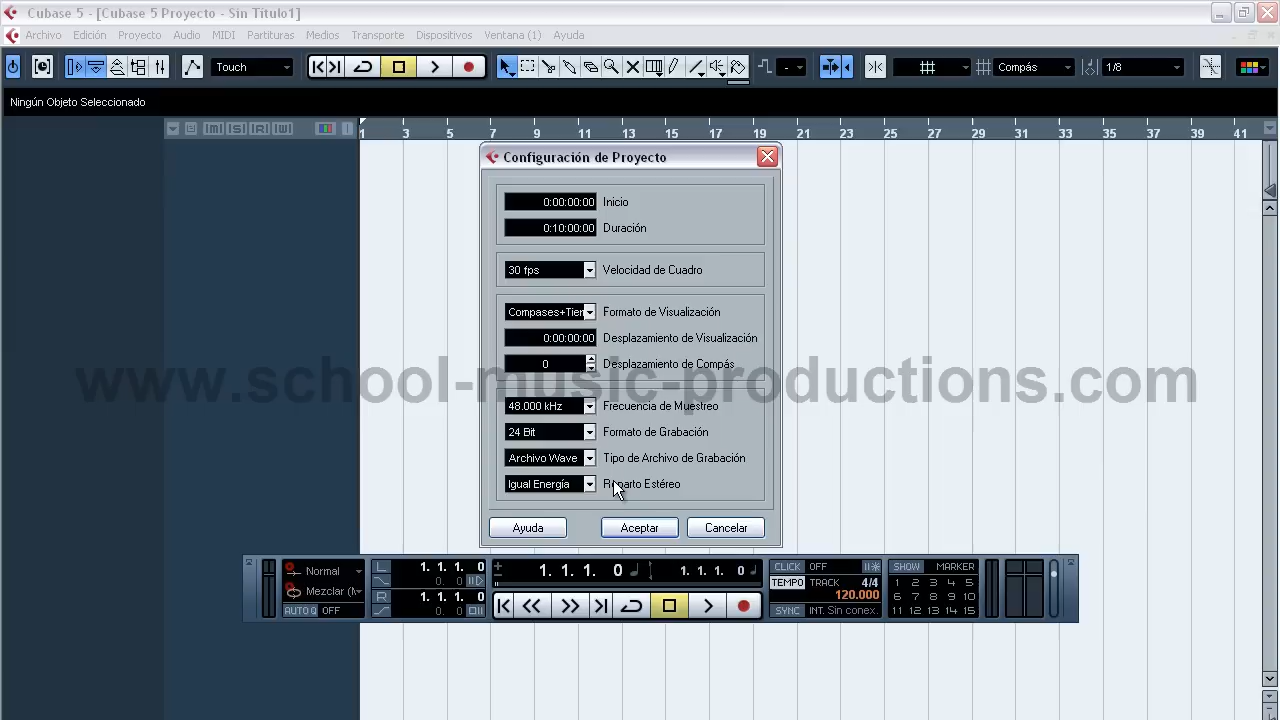 Cubase 5 - [Cubase 5 Proyecto - Sin Título1]
Archivo Edición Proyecto Audio MIDI Partituras Medios Transporte Dispositivos Ventana (1) Ayuda
Touch - Compás 1/8
Ningún Objeto Seleccionado
[M] [S] [R] [W]
1 3 5 7 9 11 13 15 17 19 21 23 25 27 29 31 33 35 37 39 41
Configuración de Proyecto
0:00:00:00 Inicio
0:10:00:00 Duración
30 fps Velocidad de Cuadro
Compases+Tien Formato de Visualización
0:00:00:00 Desplazamiento de Visualización
0 Desplazamiento de Compás
www.school-music-productions.com
48.000 kHz Frecuencia de Muestreo
24 Bit Formato de Grabación
Archivo Wave Tipo de Archivo de Grabación
Igual Energía Reparto Estéreo
Ayuda Aceptar Cancelar
Normal L 1. 1. 1. 0 1. 1. 1. 0 1. 1. 1. 0 CLICK OFF SHOW MARKER
0. 0 TEMPO TRACK 4/4 1 2 3 4 5
Mezclar (M R 1. 1. 1. 0 120.000 6 7 8 9 10
AUTO Q OFF 0. 0 SYNC INT. Sin conex. 11 12 13 14 15